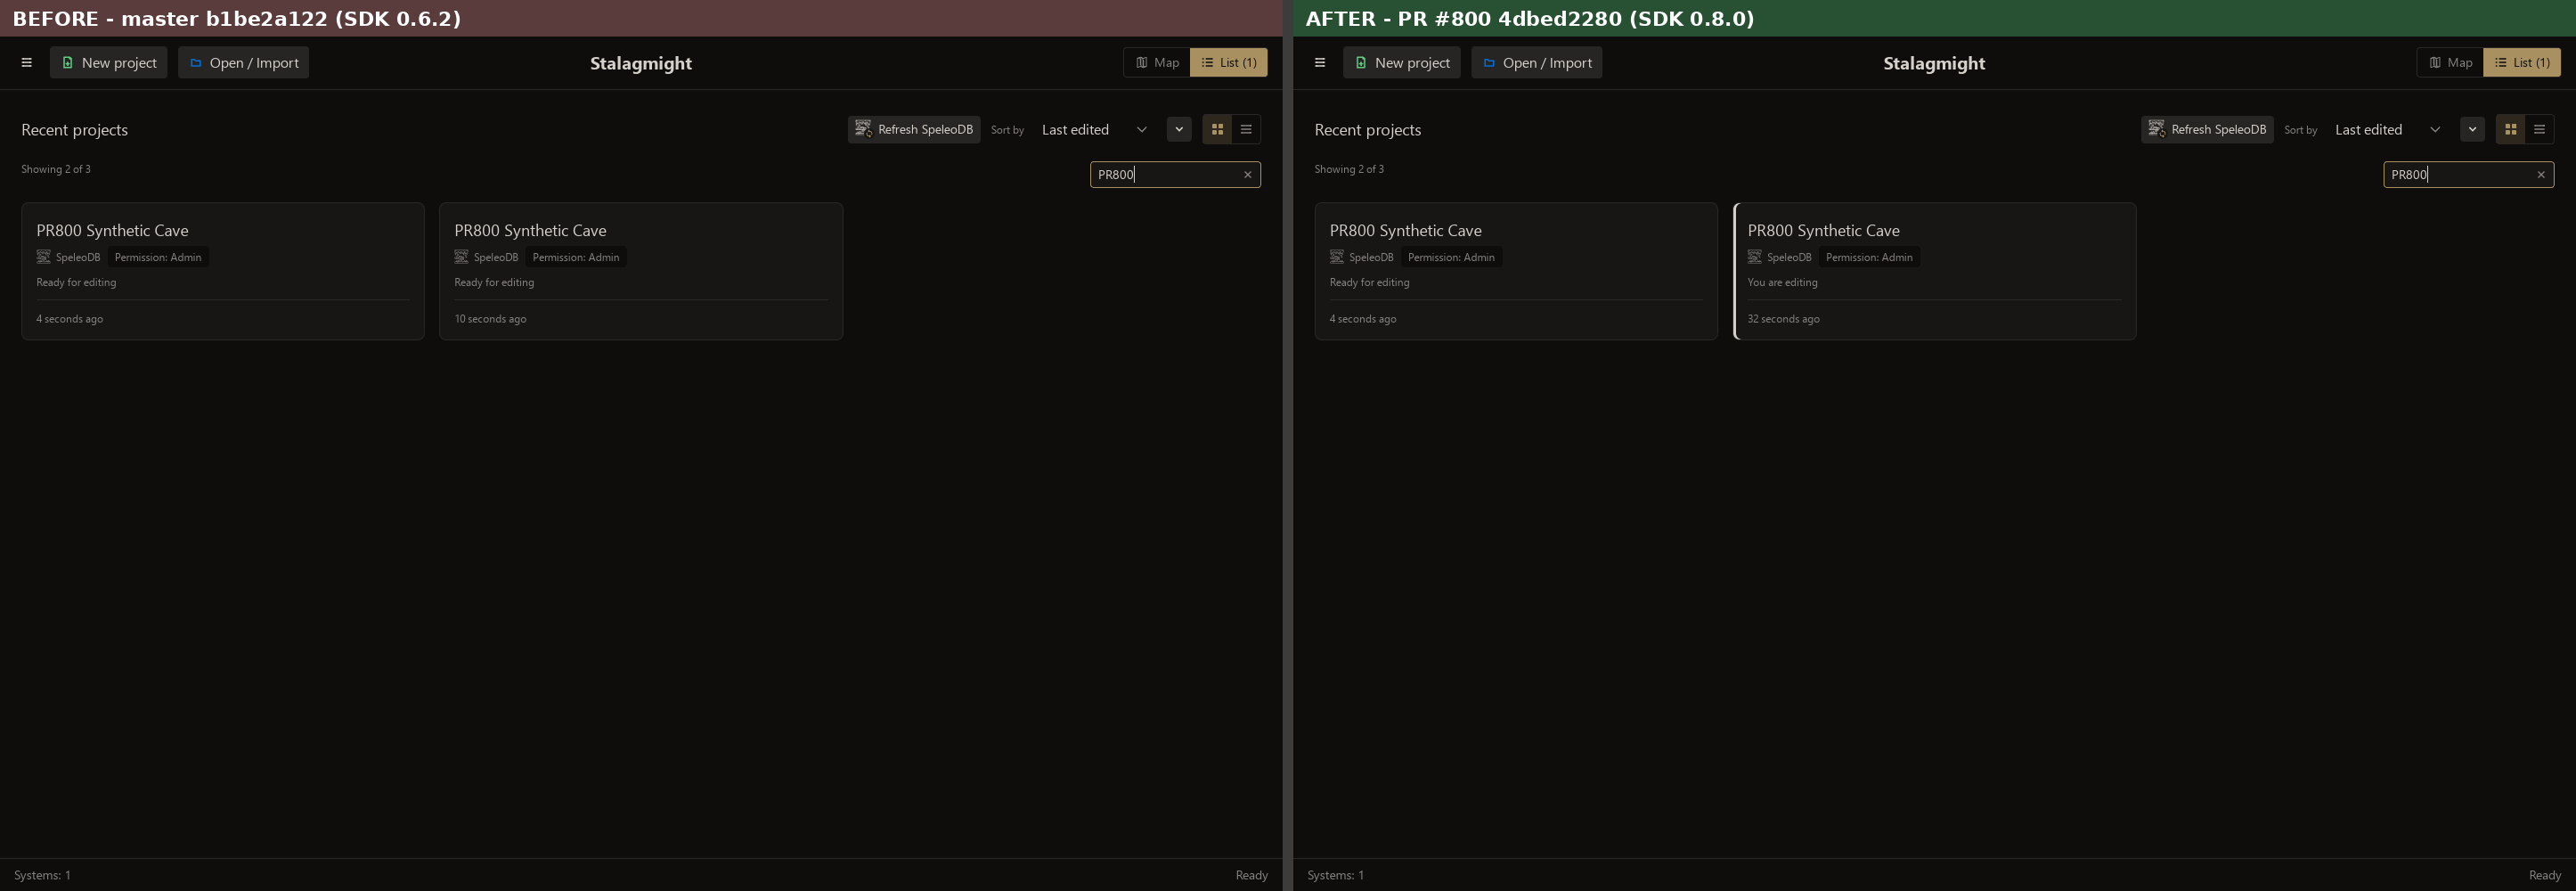 BEFORE - master b1be2a122 (SDK 0.6.2)
New project
Open / Import
Stalagmight
Map
List (1)
Recent projects
Refresh SpeleoDB
Sort by
Last edited
Showing 2 of 3
PR800
PR800 Synthetic Cave
SpeleoDB
Permission: Admin
Ready for editing
4 seconds ago
PR800 Synthetic Cave
SpeleoDB
Permission: Admin
Ready for editing
10 seconds ago
Systems: 1
Ready
AFTER - PR #800 4dbed2280 (SDK 0.8.0)
New project
Open / Import
Stalagmight
Map
List (1)
Recent projects
Refresh SpeleoDB
Sort by
Last edited
Showing 2 of 3
PR800
PR800 Synthetic Cave
SpeleoDB
Permission: Admin
Ready for editing
4 seconds ago
PR800 Synthetic Cave
SpeleoDB
Permission: Admin
You are editing
32 seconds ago
Systems: 1
Ready